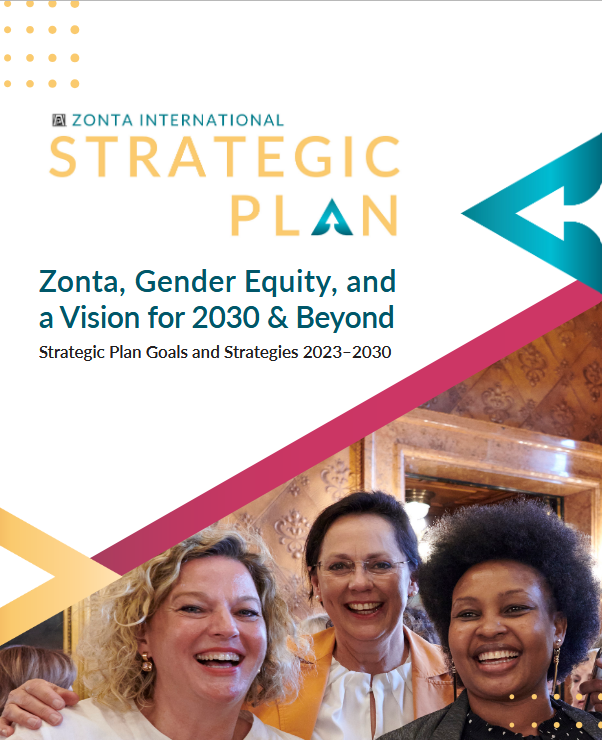 ZONTA INTERNATIONAL
STRATEGIC
PLAN
Zonta, Gender Equity, and
a Vision for 2030 & Beyond
Strategic Plan Goals and Strategies 2023–2030